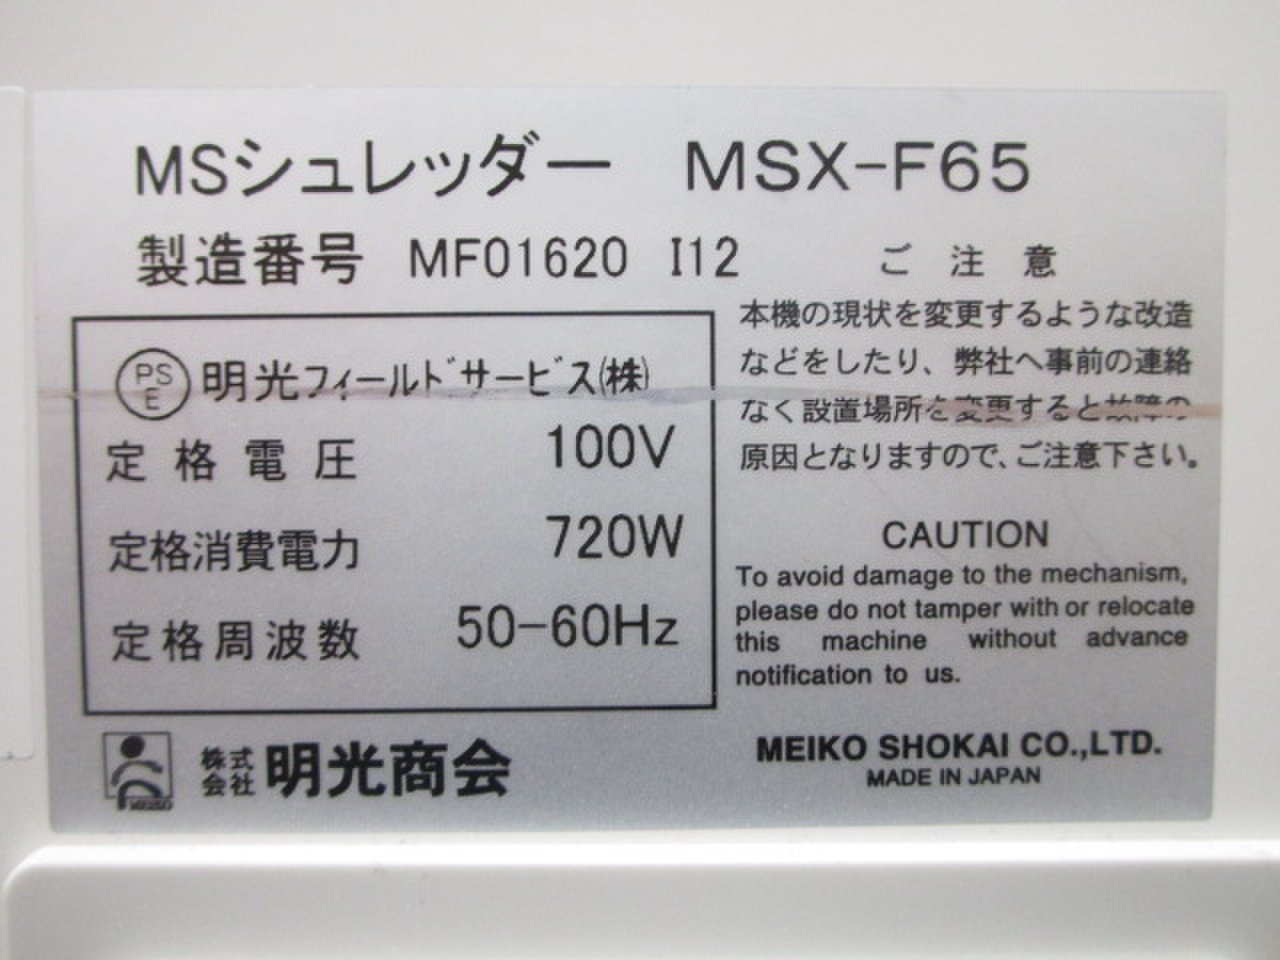 MSシュレッダー MSX-F65
製造番号 MF01620 I12
PSE 明光フィールドサービス(株)
定格電圧 100V
定格消費電力 720W
定格周波数 50-60Hz
ご注意
本機の現状を変更するような改造
などをしたり、弊社へ事前の連絡
なく設置場所を変更すると故障の
原因となりますので、ご注意下さい。
CAUTION
To avoid damage to the mechanism,
please do not tamper with or relocate
this machine without advance
notification to us.
MEIKO
株式会社 明光商会
MEIKO SHOKAI CO.,LTD.
MADE IN JAPAN